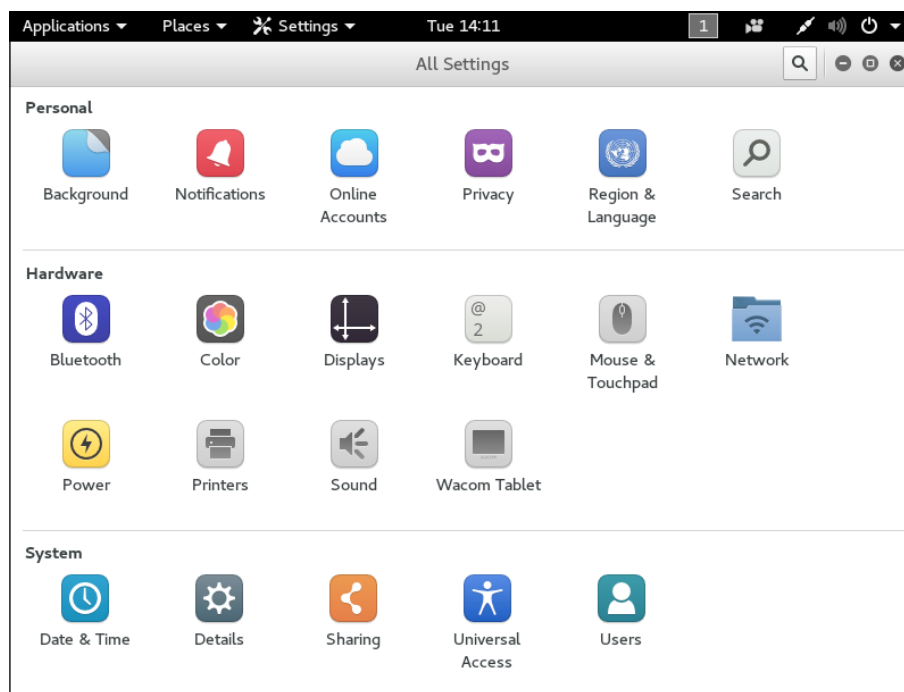 Applications Places Settings Tue 14:11 1
All Settings
Personal
Background Notifications Online Accounts Privacy Region & Language Search
Hardware
@ 2
Bluetooth Color Displays Keyboard Mouse & Touchpad Network
Power Printers Sound Wacom Tablet
System
Date & Time Details Sharing Universal Access Users